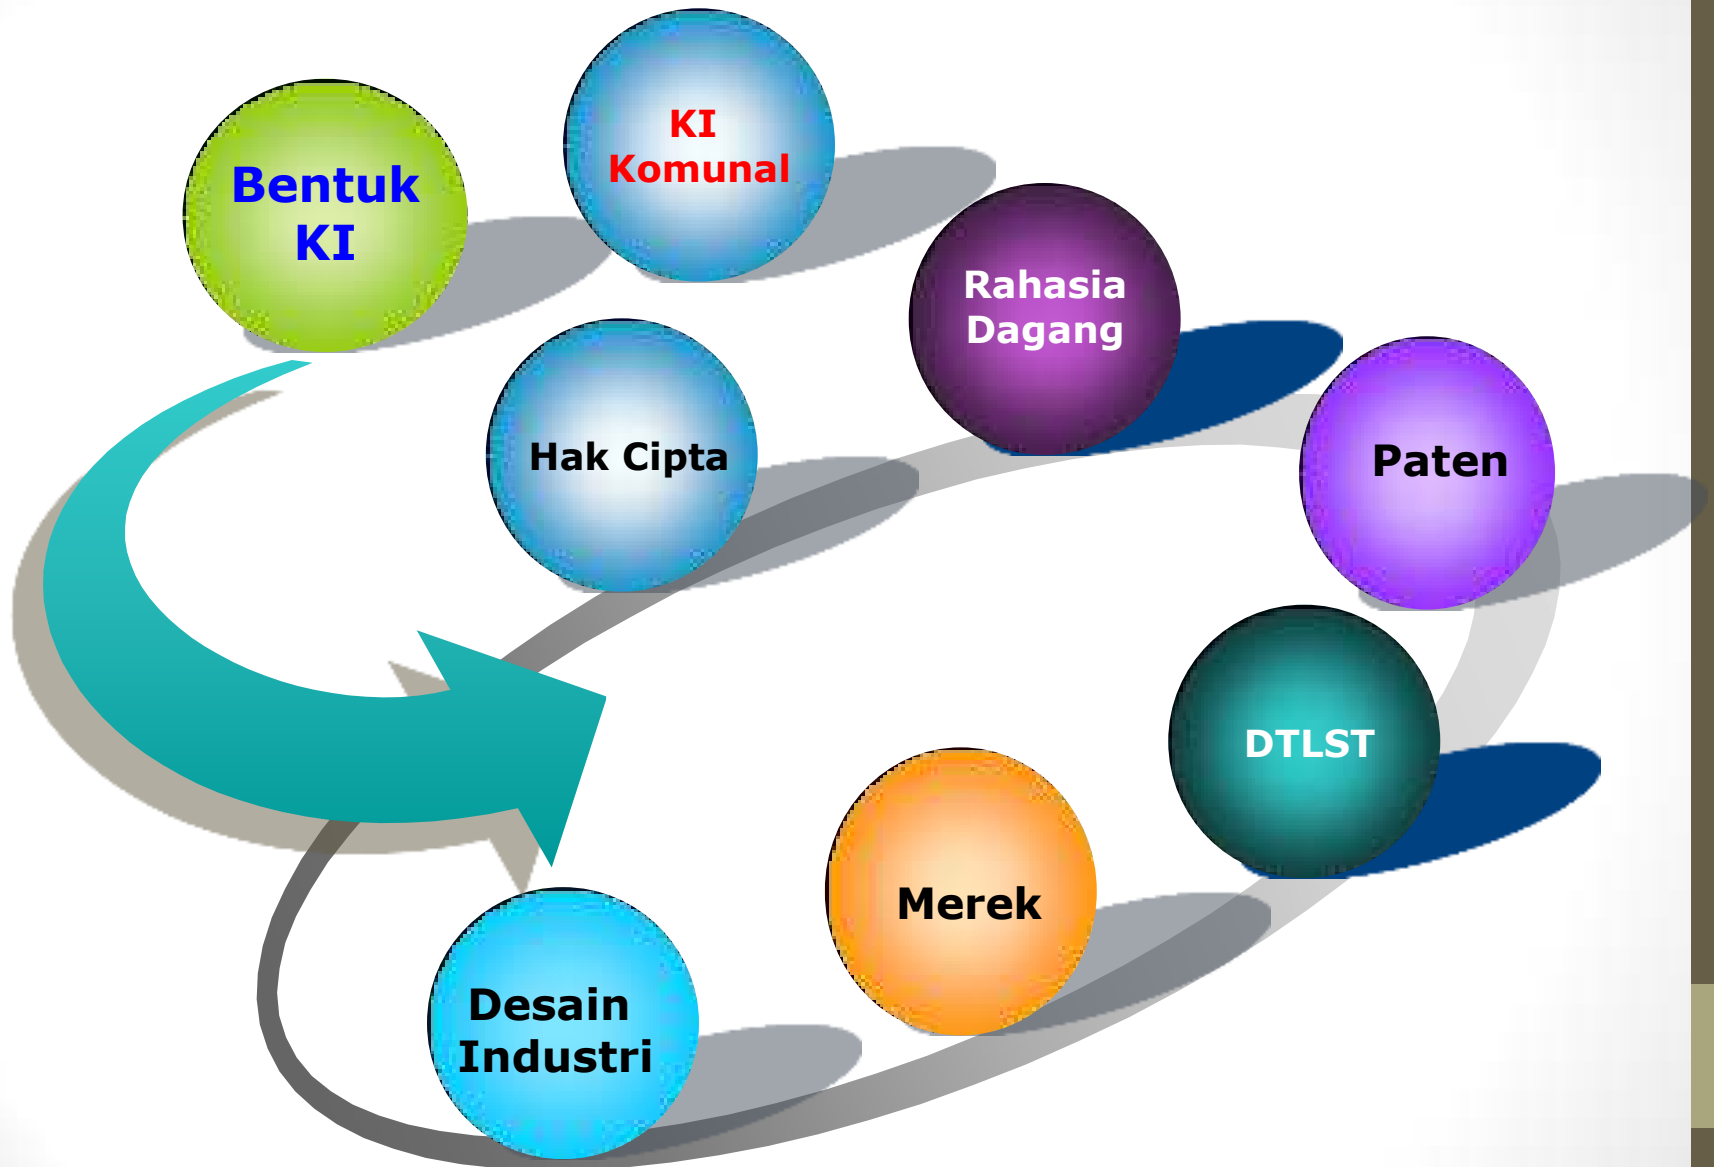 Bentuk
KI
KI
Komunal
Rahasia
Dagang
Hak Cipta
Paten
DTLST
Merek
Desain
Industri